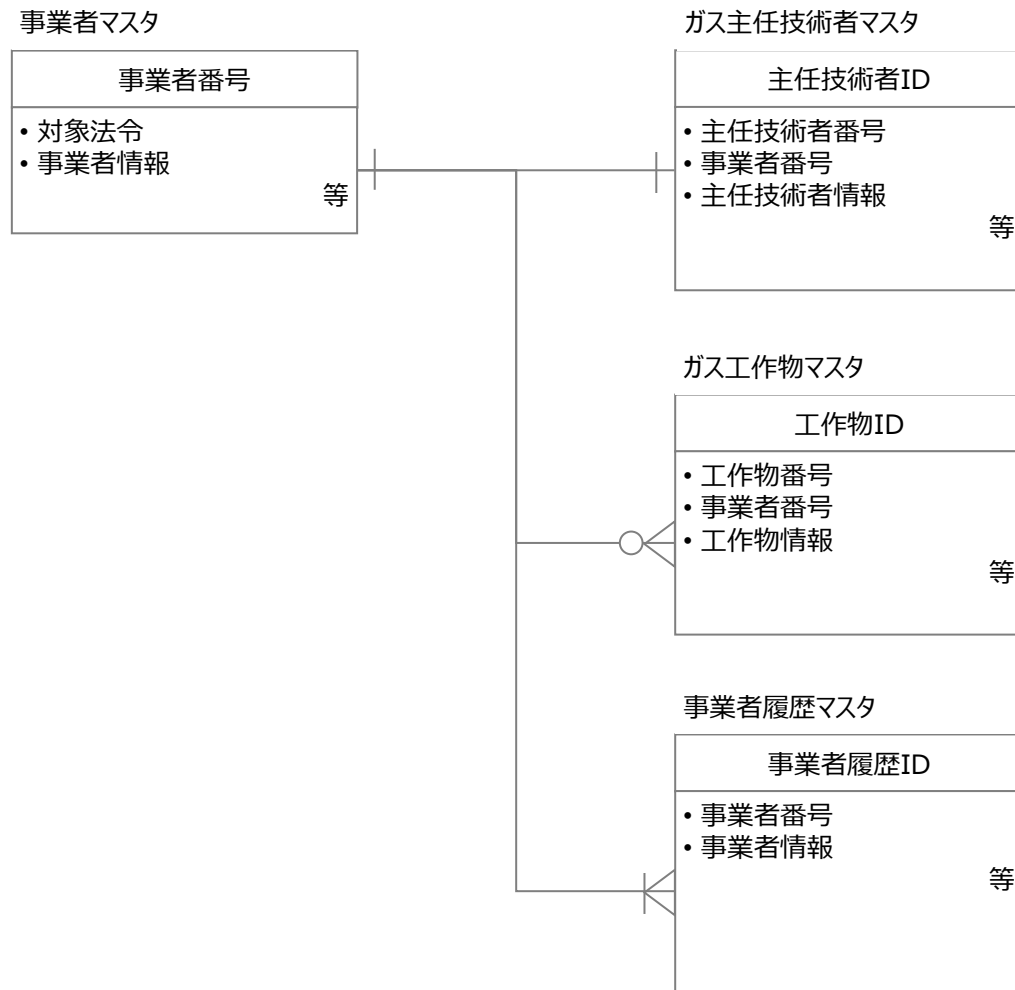 事業者マスタ
事業者番号
• 対象法令
• 事業者情報
等
ガス主任技術者マスタ
主任技術者ID
• 主任技術者番号
• 事業者番号
• 主任技術者情報
等
ガス工作物マスタ
工作物ID
• 工作物番号
• 事業者番号
• 工作物情報
等
事業者履歴マスタ
事業者履歴ID
• 事業者番号
• 事業者情報
等